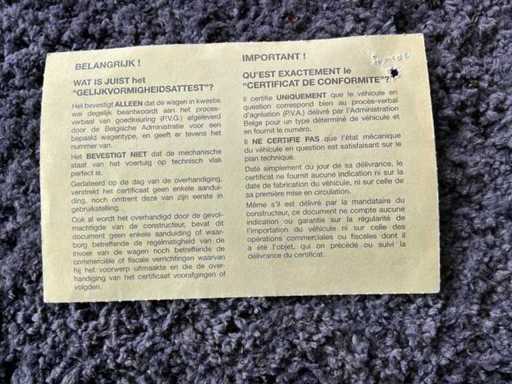 BELANGRIJK !
WAT IS JUIST het
"GELIJKVORMIGHEIDSATTEST"?
Het bevestigt ALLEEN dat de wagen in kwestie
wel degelijk beantwoordt aan het proces-
verbaal van goedkeuring (P.V.G.) afgeleverd
door de Belgische Administratie voor een
bepaald wagentype, en geeft er tevens het
nummer van.
Het BEVESTIGT NIET dat de mechanische
staat van het voertuig op technisch vlak
perfect is.
Gedateerd op de dag van de overhandiging,
verstrekt het certificaat geen enkele aandui-
ding, noch omtrent deze van zijn eerste in
gebruikstelling.
Ook al wordt het overhandigd door de gevol-
machtigde van de constructeur, bevat dit
document geen enkele aanduiding of waar-
borg betreffende de regelmatigheid van de
invoer van de wagen noch betreffende de
commerciële of fiscale verrichtingen waarvan
hij het voorwerp uitmaakte and die de over-
handiging van het certificaat voorafgingen of
volgden.
IMPORTANT !
QU'EST EXACTEMENT le
"CERTIFICAT DE CONFORMITE"?
Il certifie UNIQUEMENT que le véhicule en
question correspond bien au procès-verbal
d'agréation (P.V.A.) délivré par l'Administration
Belge pour un type déterminé de véhicule et
en fournit le numéro.
Il NE CERTIFIE PAS que l'état mécanique
du véhicule en question est satisfaisant sur le
plan technique.
Date simplement du jour de sa délivrance, le
certificat ne fournit aucune indication ni sur la
date de fabrication du véhicule, ni sur celle de
sa première mise en circulation.
Même s'il est délivré par le mandataire du
constructeur, ce document ne compte aucune
indication ou garantie sur la régularité de
l'importation du véhicule ni sur celle des
opérations commerciales ou fiscales dont il
a été l'objet, qui on précédé ou suivi la
délivrance du certificat.